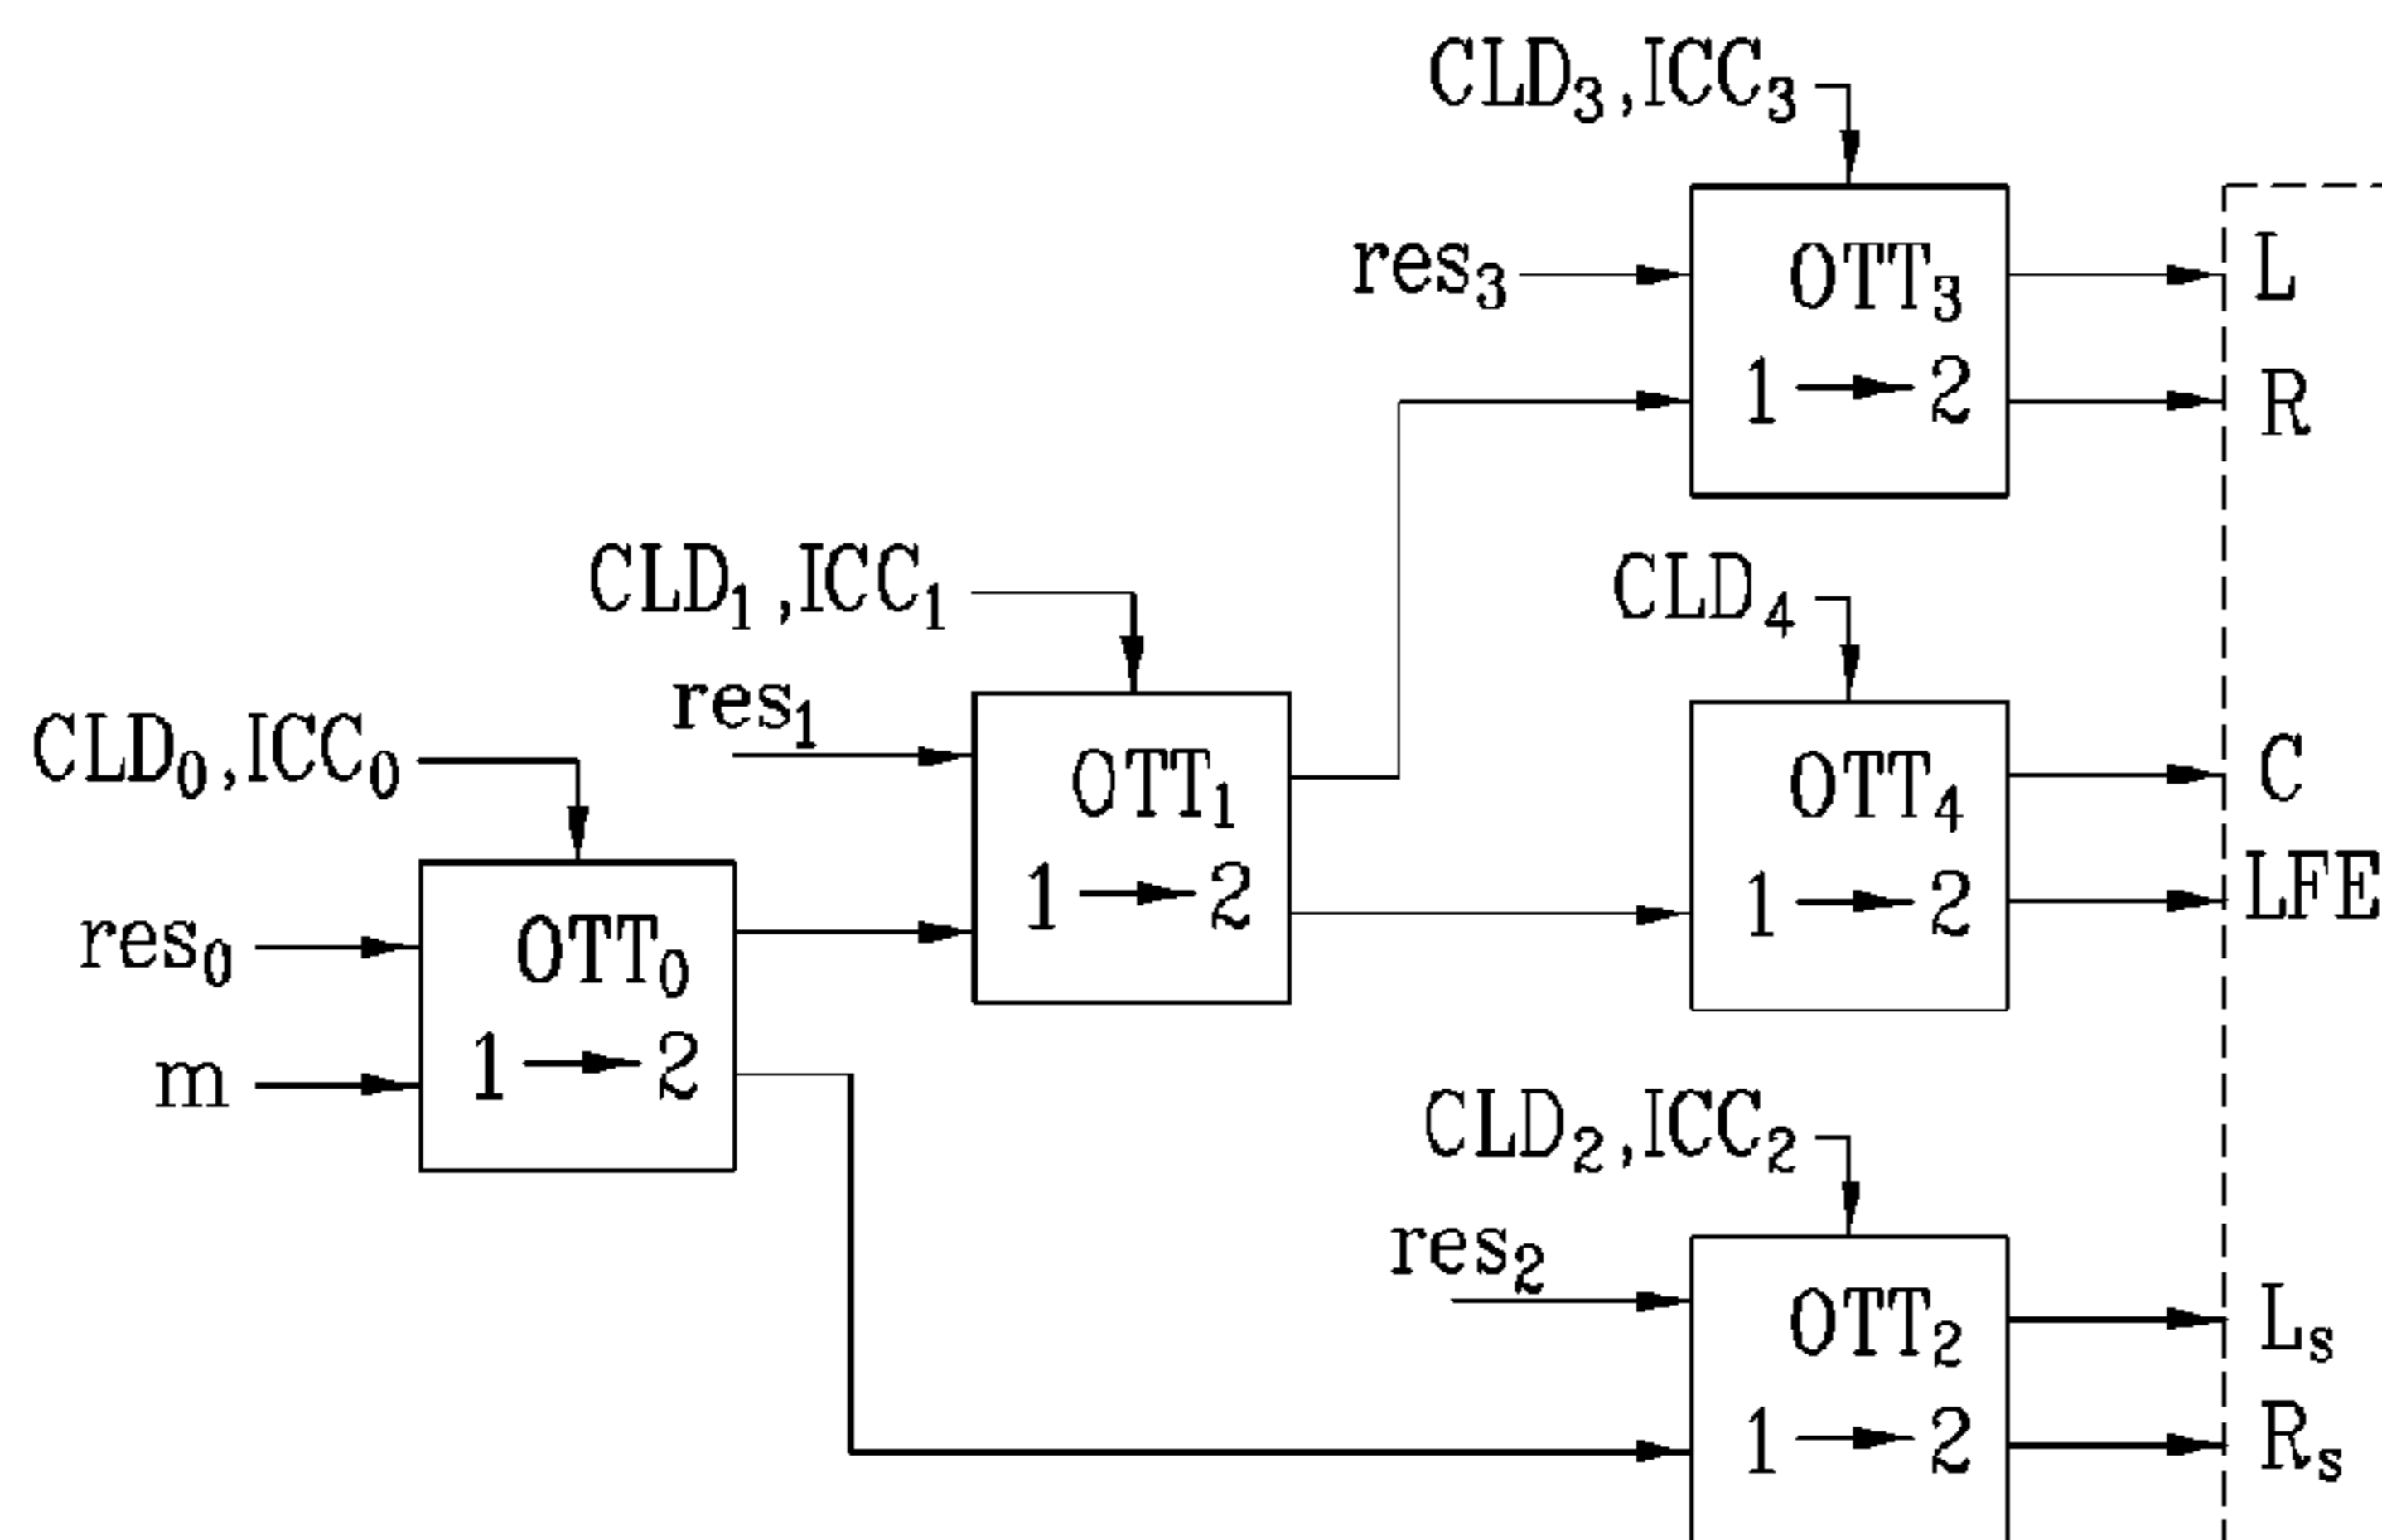 CLD₃,ICC₃
res₃
OTT₃
1 → 2
L
R
CLD₁,ICC₁
res₁
OTT₁
1 → 2
CLD₄
OTT₄
1 → 2
C
LFE
CLD₀,ICC₀
res₀
m
OTT₀
1 → 2
CLD₂,ICC₂
res₂
OTT₂
1 → 2
Lₛ
Rₛ